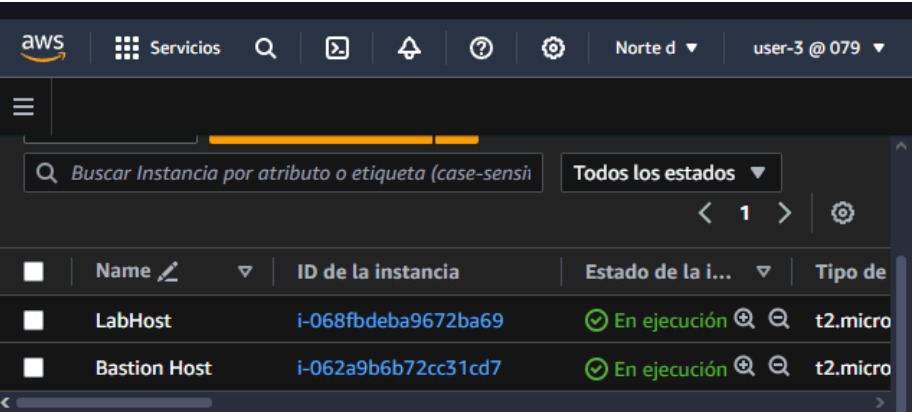 aws Servicios Norte d user-3 @ 079
Buscar Instancia por atributo o etiqueta (case-sensit Todos los estados
1
Name ID de la instancia Estado de la i... Tipo de
LabHost i-068fbdeba9672ba69 En ejecución t2.micro
Bastion Host i-062a9b6b72cc31cd7 En ejecución t2.micro